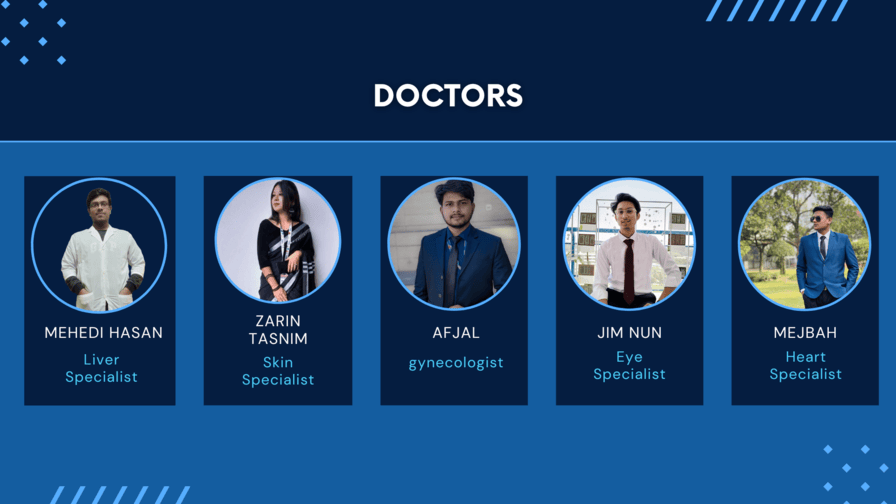 DOCTORS
MEHEDI HASAN
Liver
Specialist
ZARIN
TASNIM
Skin
Specialist
AFJAL
gynecologist
JIM NUN
Eye
Specialist
MEJBAH
Heart
Specialist